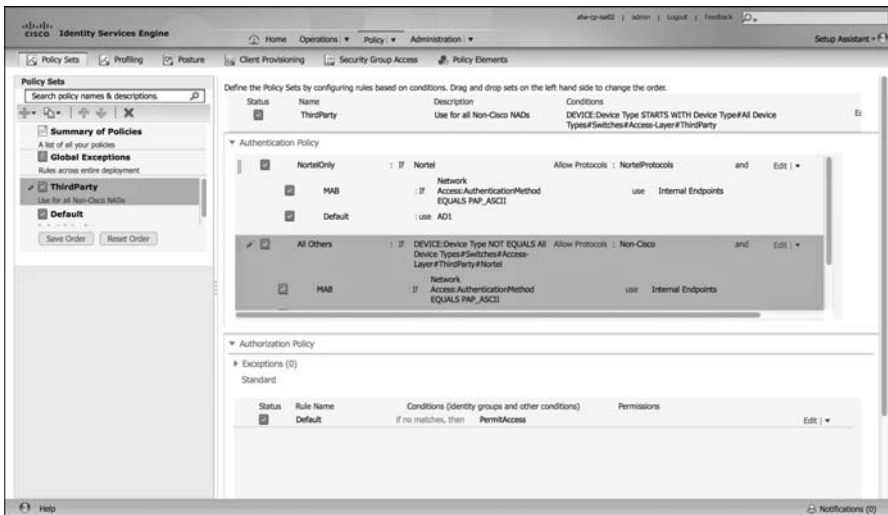 atw-cp-ise02 | admin | Logout | Feedback
cisco Identity Services Engine
Home Operations Policy Administration
Setup Assistant
Policy Sets Profiling Posture Client Provisioning Security Group Access Policy Elements
Policy Sets
Search policy names & descriptions.
Summary of Policies
A list of all your policies
Global Exceptions
Rules across entire deployment
ThirdParty
Use for all Non-Cisco NADs
Default
Save Order Reset Order
Define the Policy Sets by configuring rules based on conditions. Drag and drop sets on the left hand side to change the order.
Status Name Description Conditions
ThirdParty Use for all Non-Cisco NADs DEVICE:Device Type STARTS WITH Device Type#All Device
Types#Switches#Access-Layer#ThirdParty
Authentication Policy
NortelOnly : If Nortel Allow Protocols : NortelProtocols and Edit |
Network
MAB : If Access:AuthenticationMethod use Internal Endpoints
EQUALS PAP_ASCII
Default : use AD1
All Others : If DEVICE:Device Type NOT EQUALS All Allow Protocols : Non-Cisco and Edit |
Device Types#Switches#Access-
Layer#ThirdParty#Nortel
Network
MAB : If Access:AuthenticationMethod use Internal Endpoints
EQUALS PAP_ASCII
Authorization Policy
Exceptions (0)
Standard
Status Rule Name Conditions (identity groups and other conditions) Permissions
Default if no matches, then PermitAccess Edit |
Help Notifications (0)